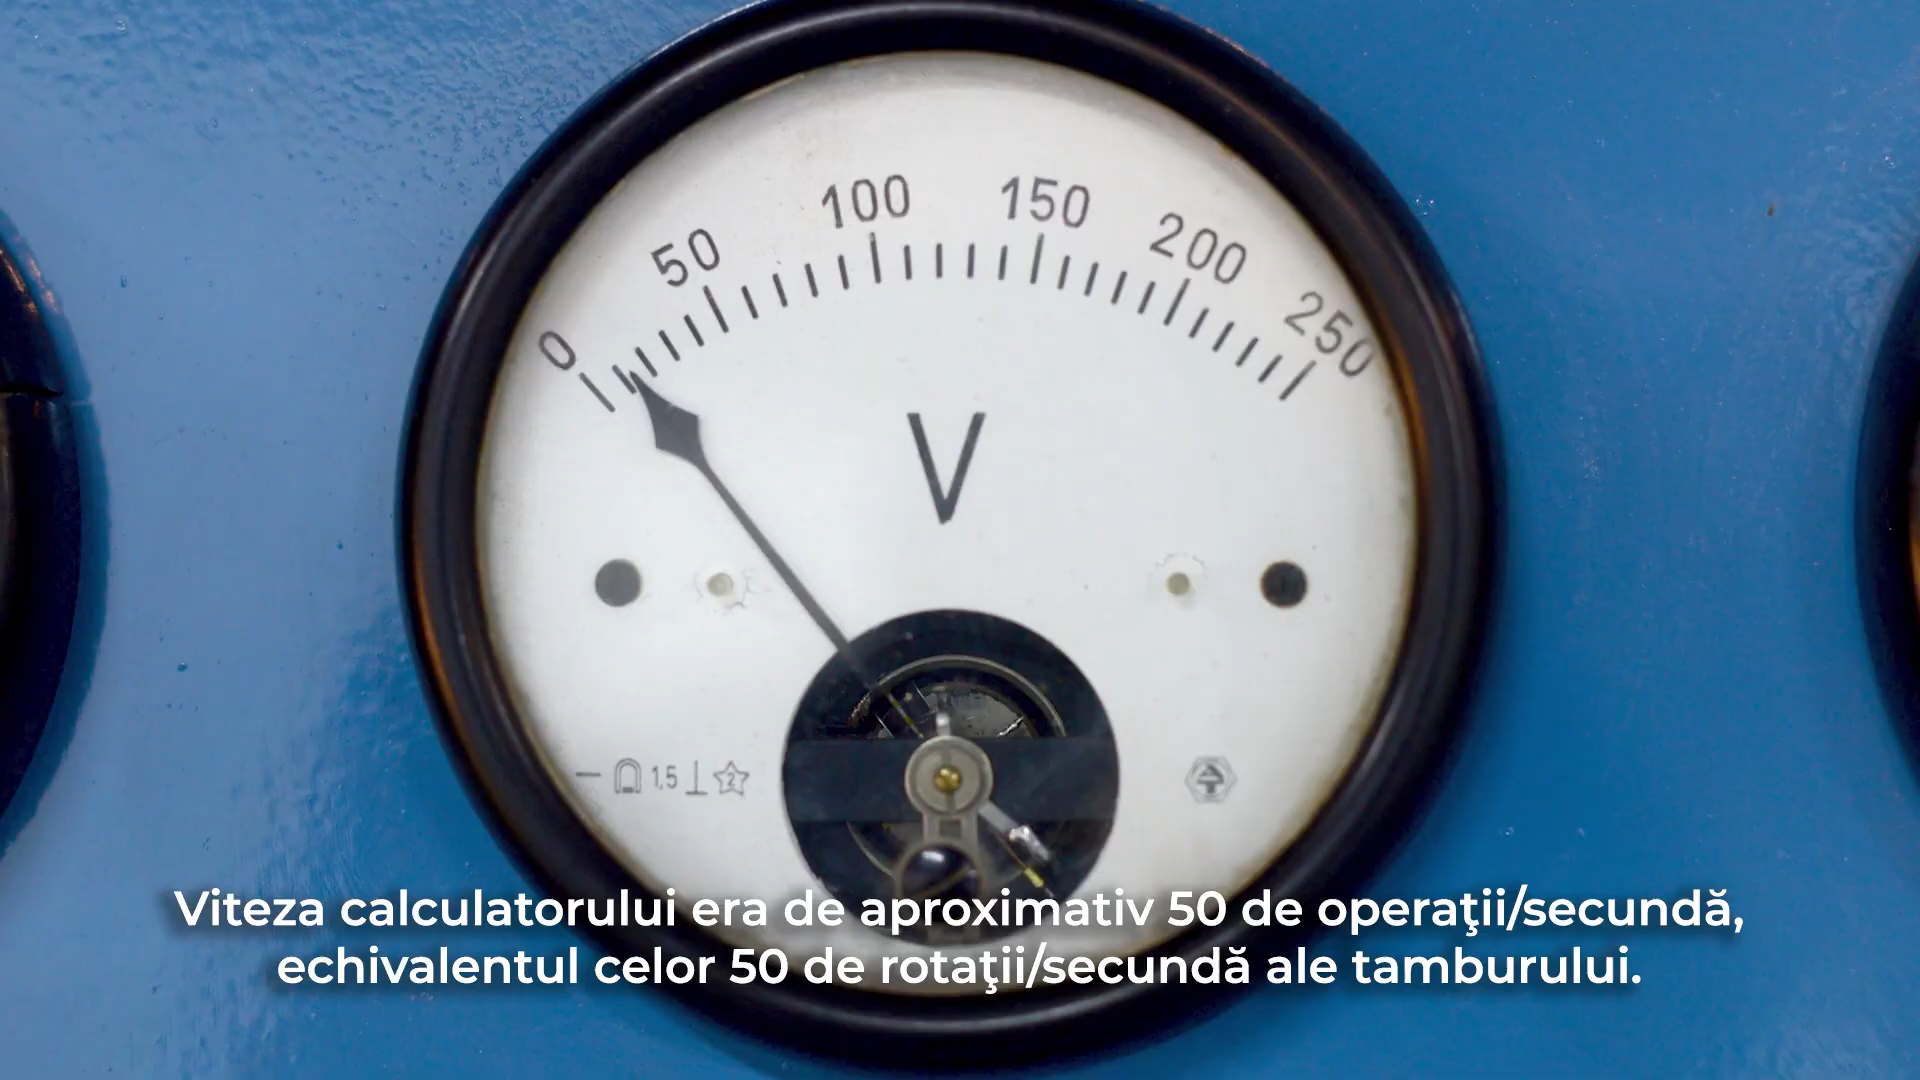 0 50 100 150 200 250
V
1,5 2
Viteza calculatorului era de aproximativ 50 de operaţii/secundă,
echivalentul celor 50 de rotaţii/secundă ale tamburului.